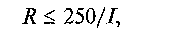 R ≤ 250/I,